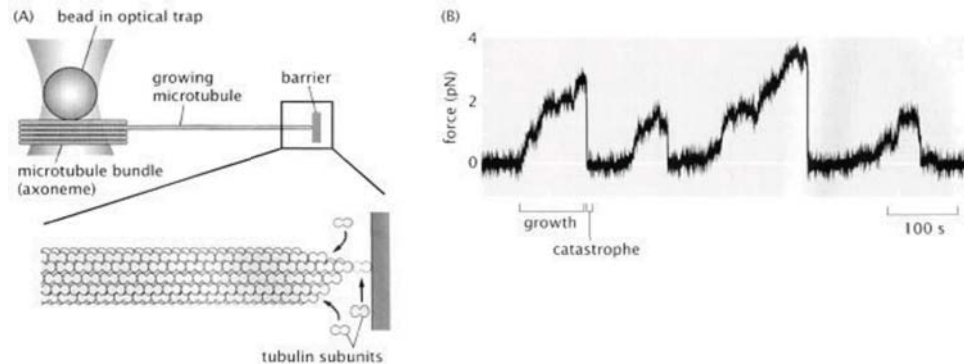 (A)
bead in optical trap
growing
microtubule
barrier
microtubule bundle
(axoneme)
tubulin subunits
(B)
4
2
0
force (pN)
growth
catastrophe
100 s